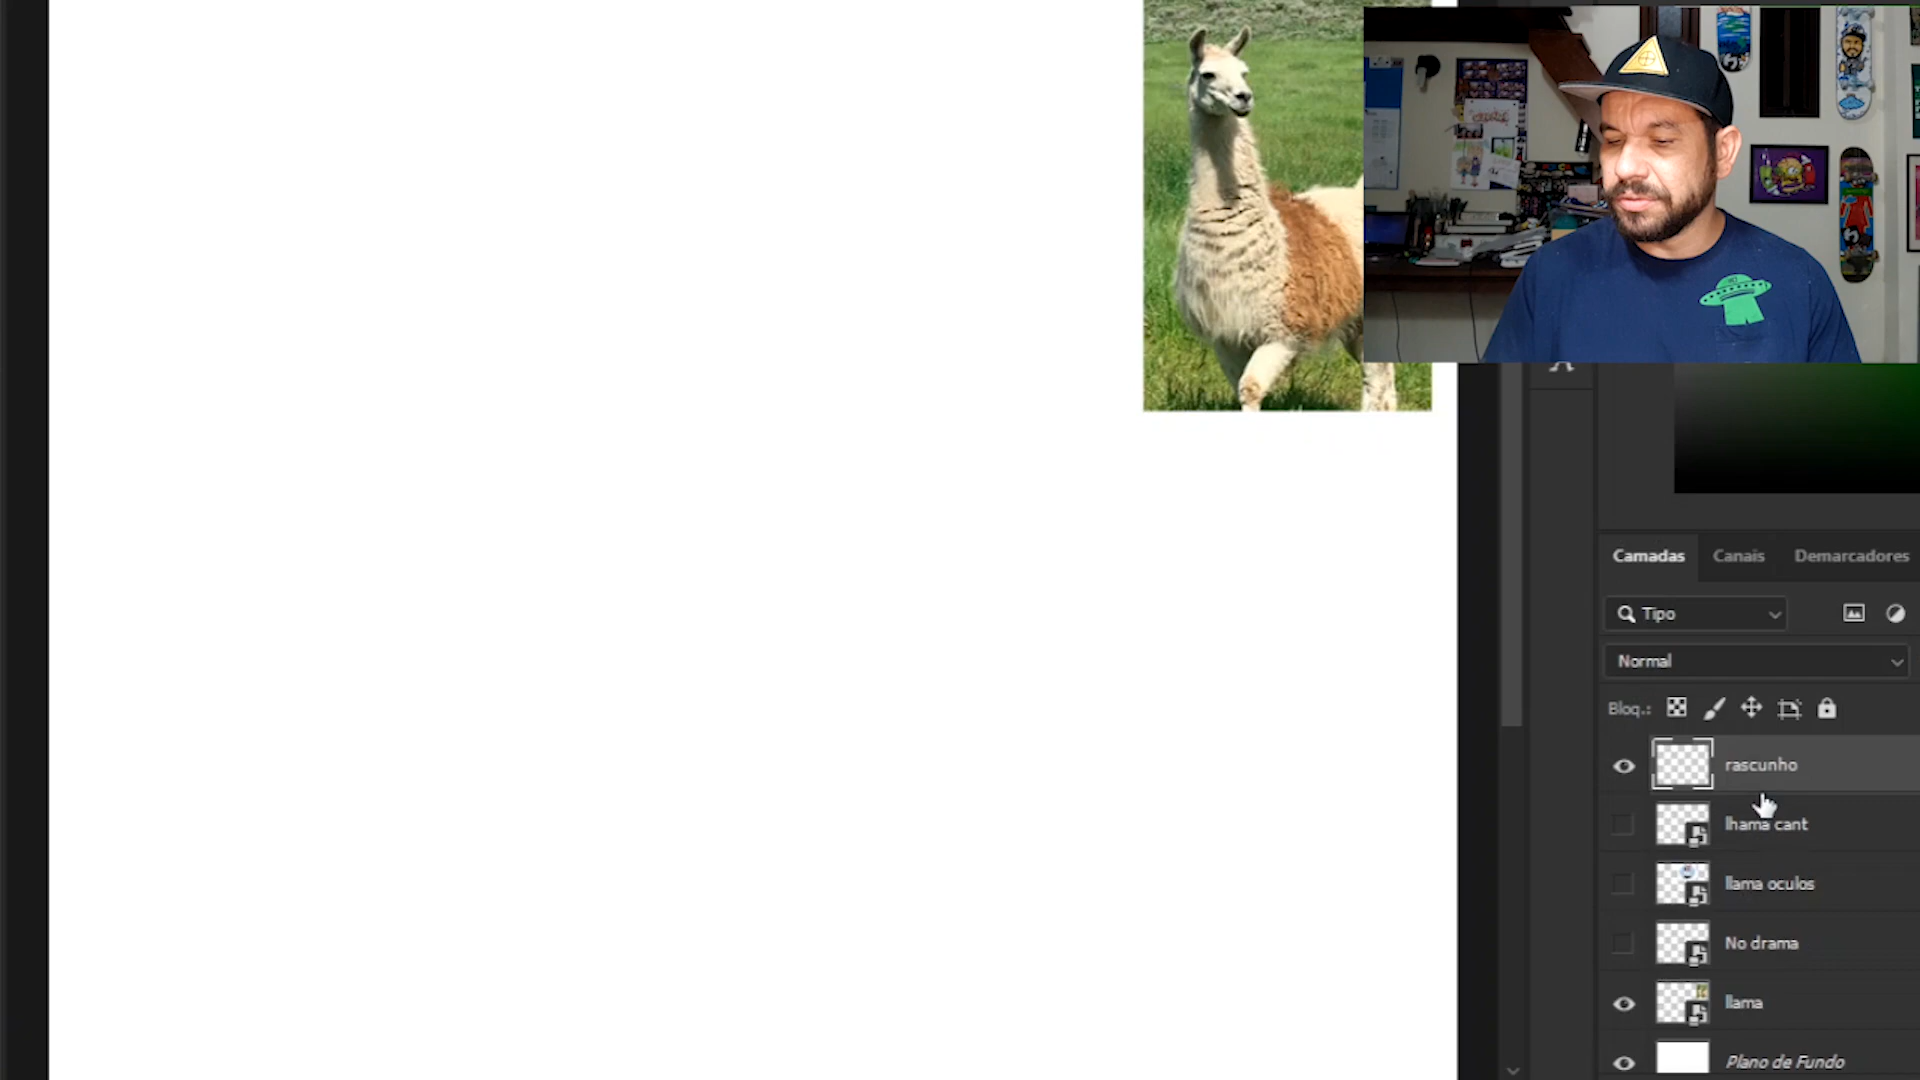 Camadas Canais Demarcadores
Tipo
Normal
Bloq.:
rascunho
lhama cant
llama oculos
No drama
llama
Plano de Fundo